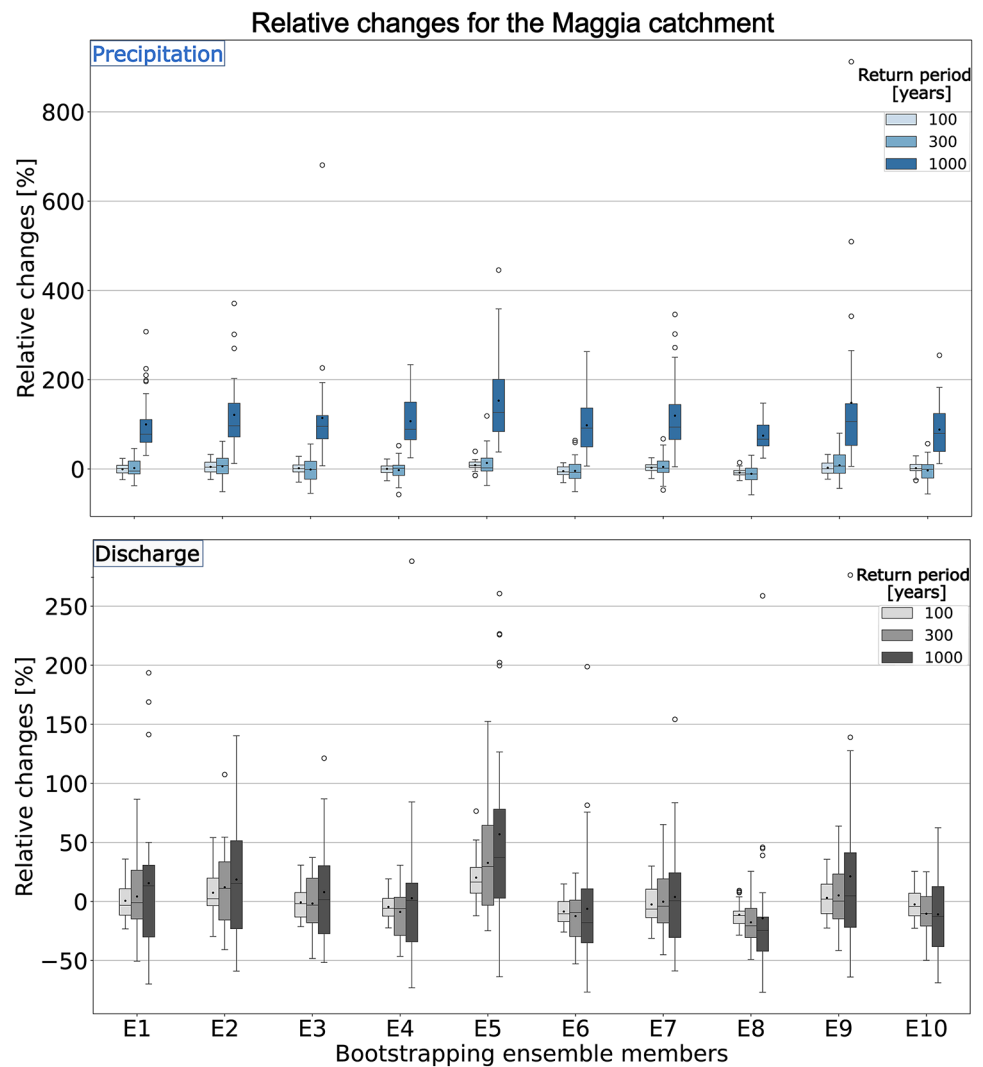 Relative changes for the Maggia catchment
Precipitation
Return period
[years]
100
300
1000
Relative changes [%]
800
600
400
200
0
Discharge
Return period
[years]
100
300
1000
Relative changes [%]
250
200
150
100
50
0
−50
E1 E2 E3 E4 E5 E6 E7 E8 E9 E10
Bootstrapping ensemble members